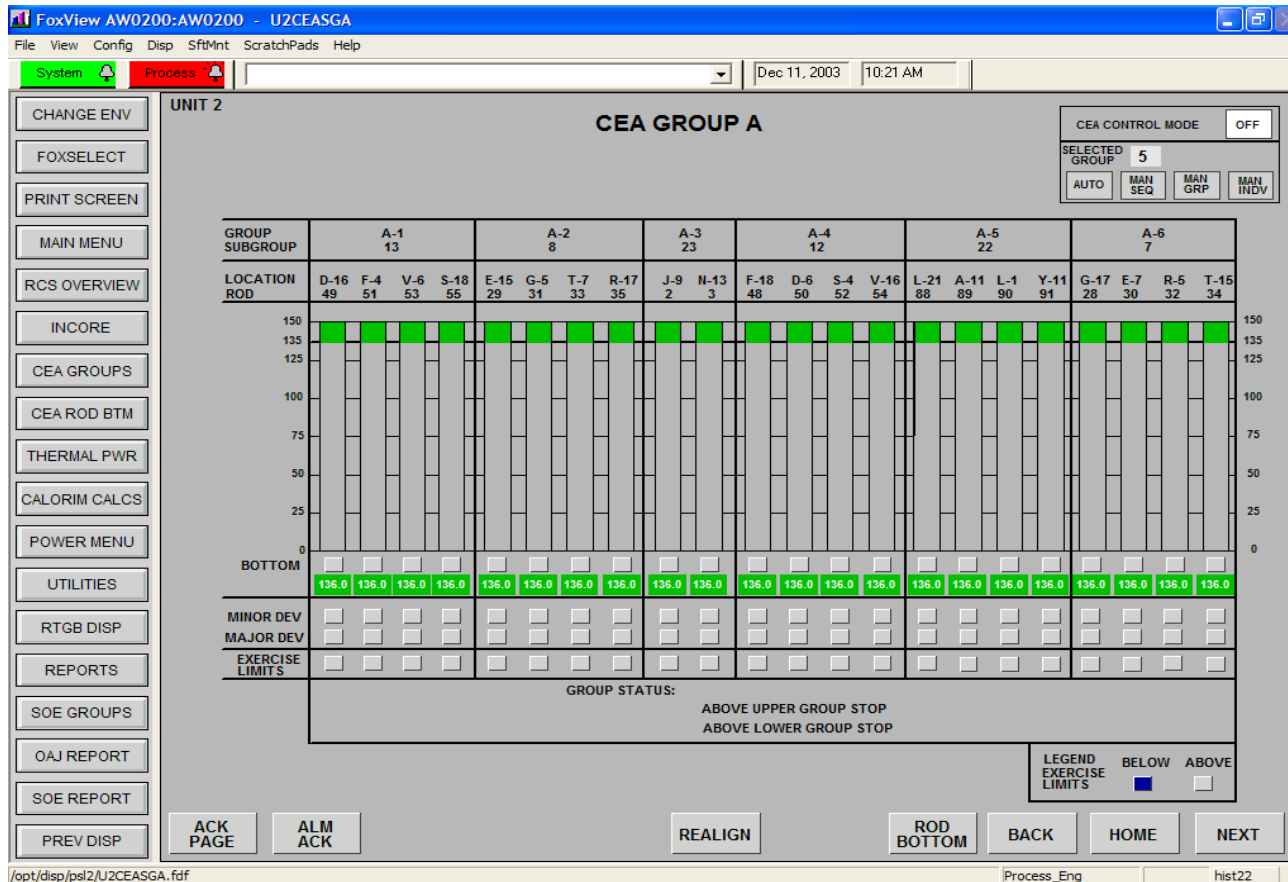 FoxView AW0200:AW0200 - U2CEASGA
File View Config Disp SftMnt ScratchPads Help
System Process Dec 11, 2003 10:21 AM
CHANGE ENV
FOXSELECT
PRINT SCREEN
MAIN MENU
RCS OVERVIEW
INCORE
CEA GROUPS
CEA ROD BTM
THERMAL PWR
CALORIM CALCS
POWER MENU
UTILITIES
RTGB DISP
REPORTS
SOE GROUPS
OAJ REPORT
SOE REPORT
PREV DISP
UNIT 2
CEA GROUP A
CEA CONTROL MODE OFF
SELECTED GROUP 5
AUTO MAN SEQ MAN GRP MAN INDV
GROUP A-1 A-2 A-3 A-4 A-5 A-6
SUBGROUP 13 8 23 12 22 7
LOCATION D-16 F-4 V-6 S-18 E-15 G-5 T-7 R-17 J-9 N-13 F-18 D-6 S-4 V-16 L-21 A-11 L-1 Y-11 G-17 E-7 R-5 T-15
ROD 49 51 53 55 29 31 33 35 2 3 48 50 52 54 88 89 90 91 28 30 32 34
150 150
135 135
125 125
100 100
75 75
50 50
25 25
0 0
BOTTOM
136.0 136.0 136.0 136.0 136.0 136.0 136.0 136.0 136.0 136.0 136.0 136.0 136.0 136.0 136.0 136.0 136.0 136.0 136.0 136.0 136.0 136.0
MINOR DEV
MAJOR DEV
EXERCISE
LIMITS
GROUP STATUS:
ABOVE UPPER GROUP STOP
ABOVE LOWER GROUP STOP
LEGEND BELOW ABOVE
EXERCISE
LIMITS
ACK PAGE ALM ACK REALIGN ROD BOTTOM BACK HOME NEXT
/opt/disp/psl2/U2CEASGA.fdf Process_Eng hist22